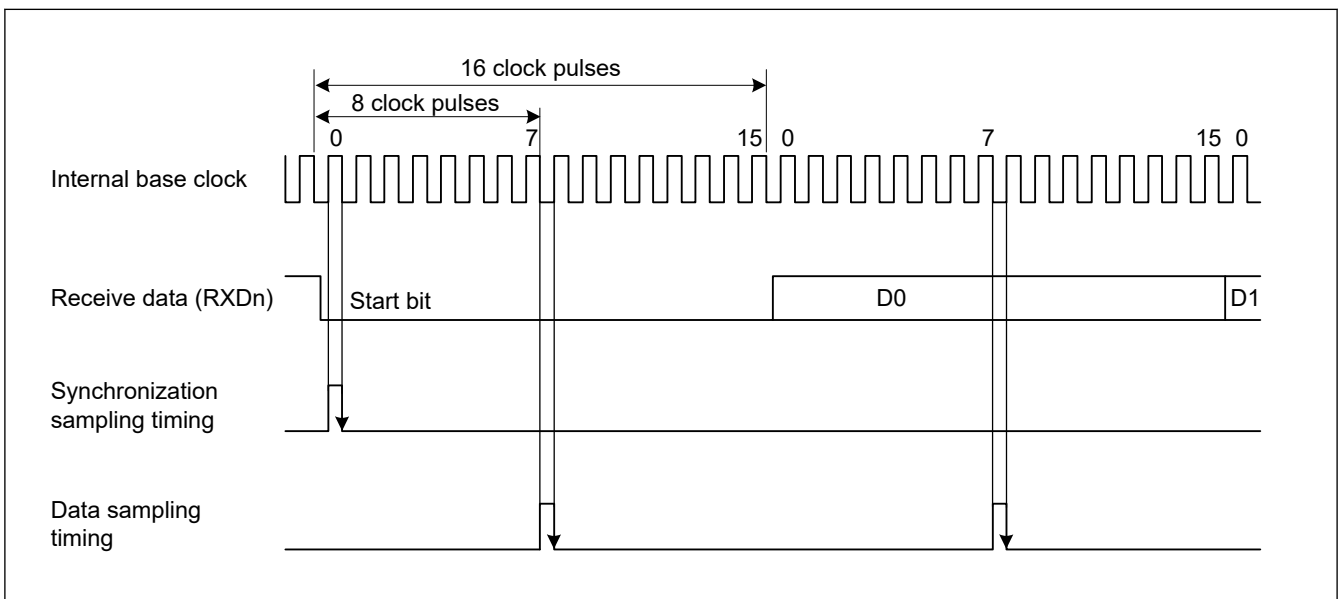 16 clock pulses
8 clock pulses
0 7 15 0 7 15 0
Internal base clock
Receive data (RXDn)
Start bit
D0
D1
Synchronization
sampling timing
Data sampling
timing